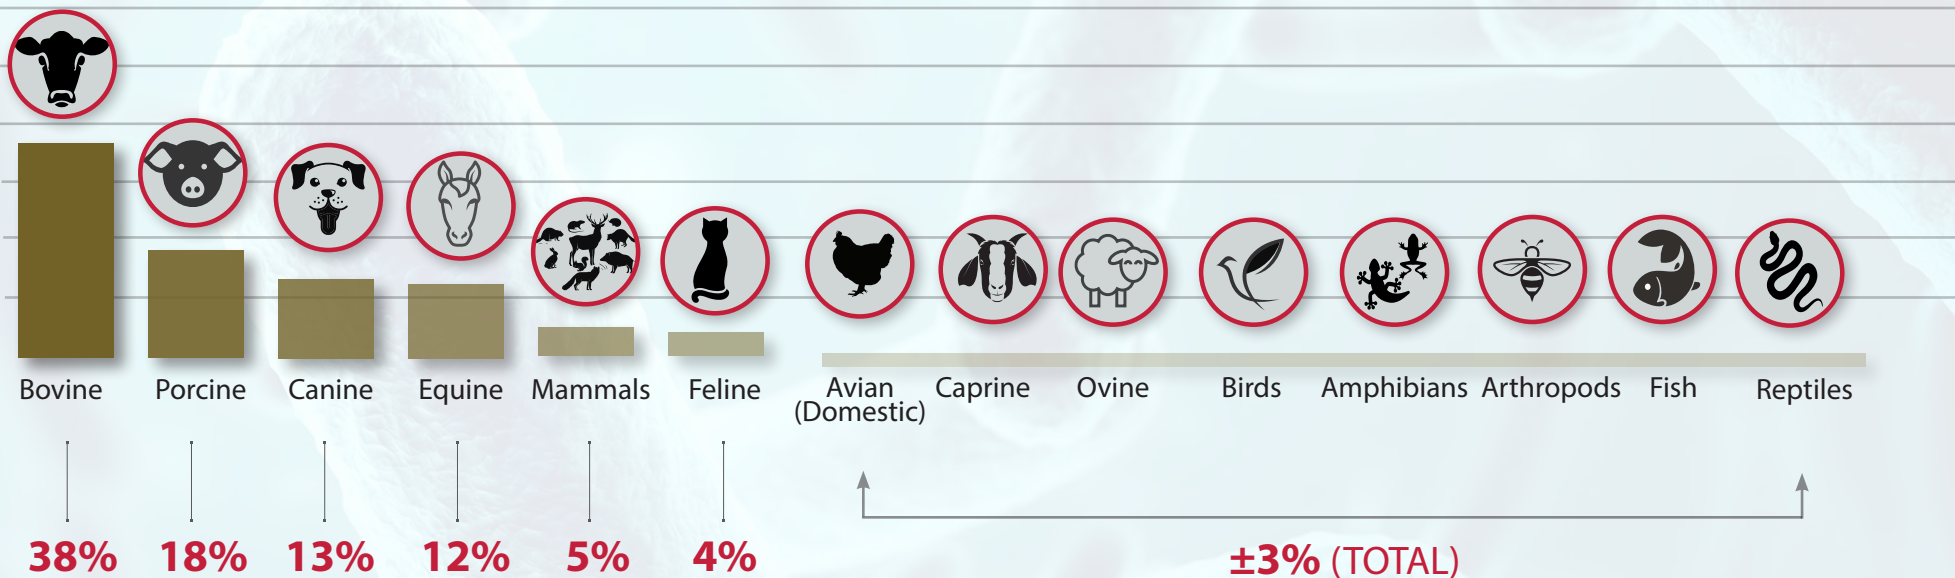 Bovine Porcine Canine Equine Mammals Feline Avian (Domestic) Caprine Ovine Birds Amphibians Arthropods Fish Reptiles
38% 18% 13% 12% 5% 4% ±3% (TOTAL)